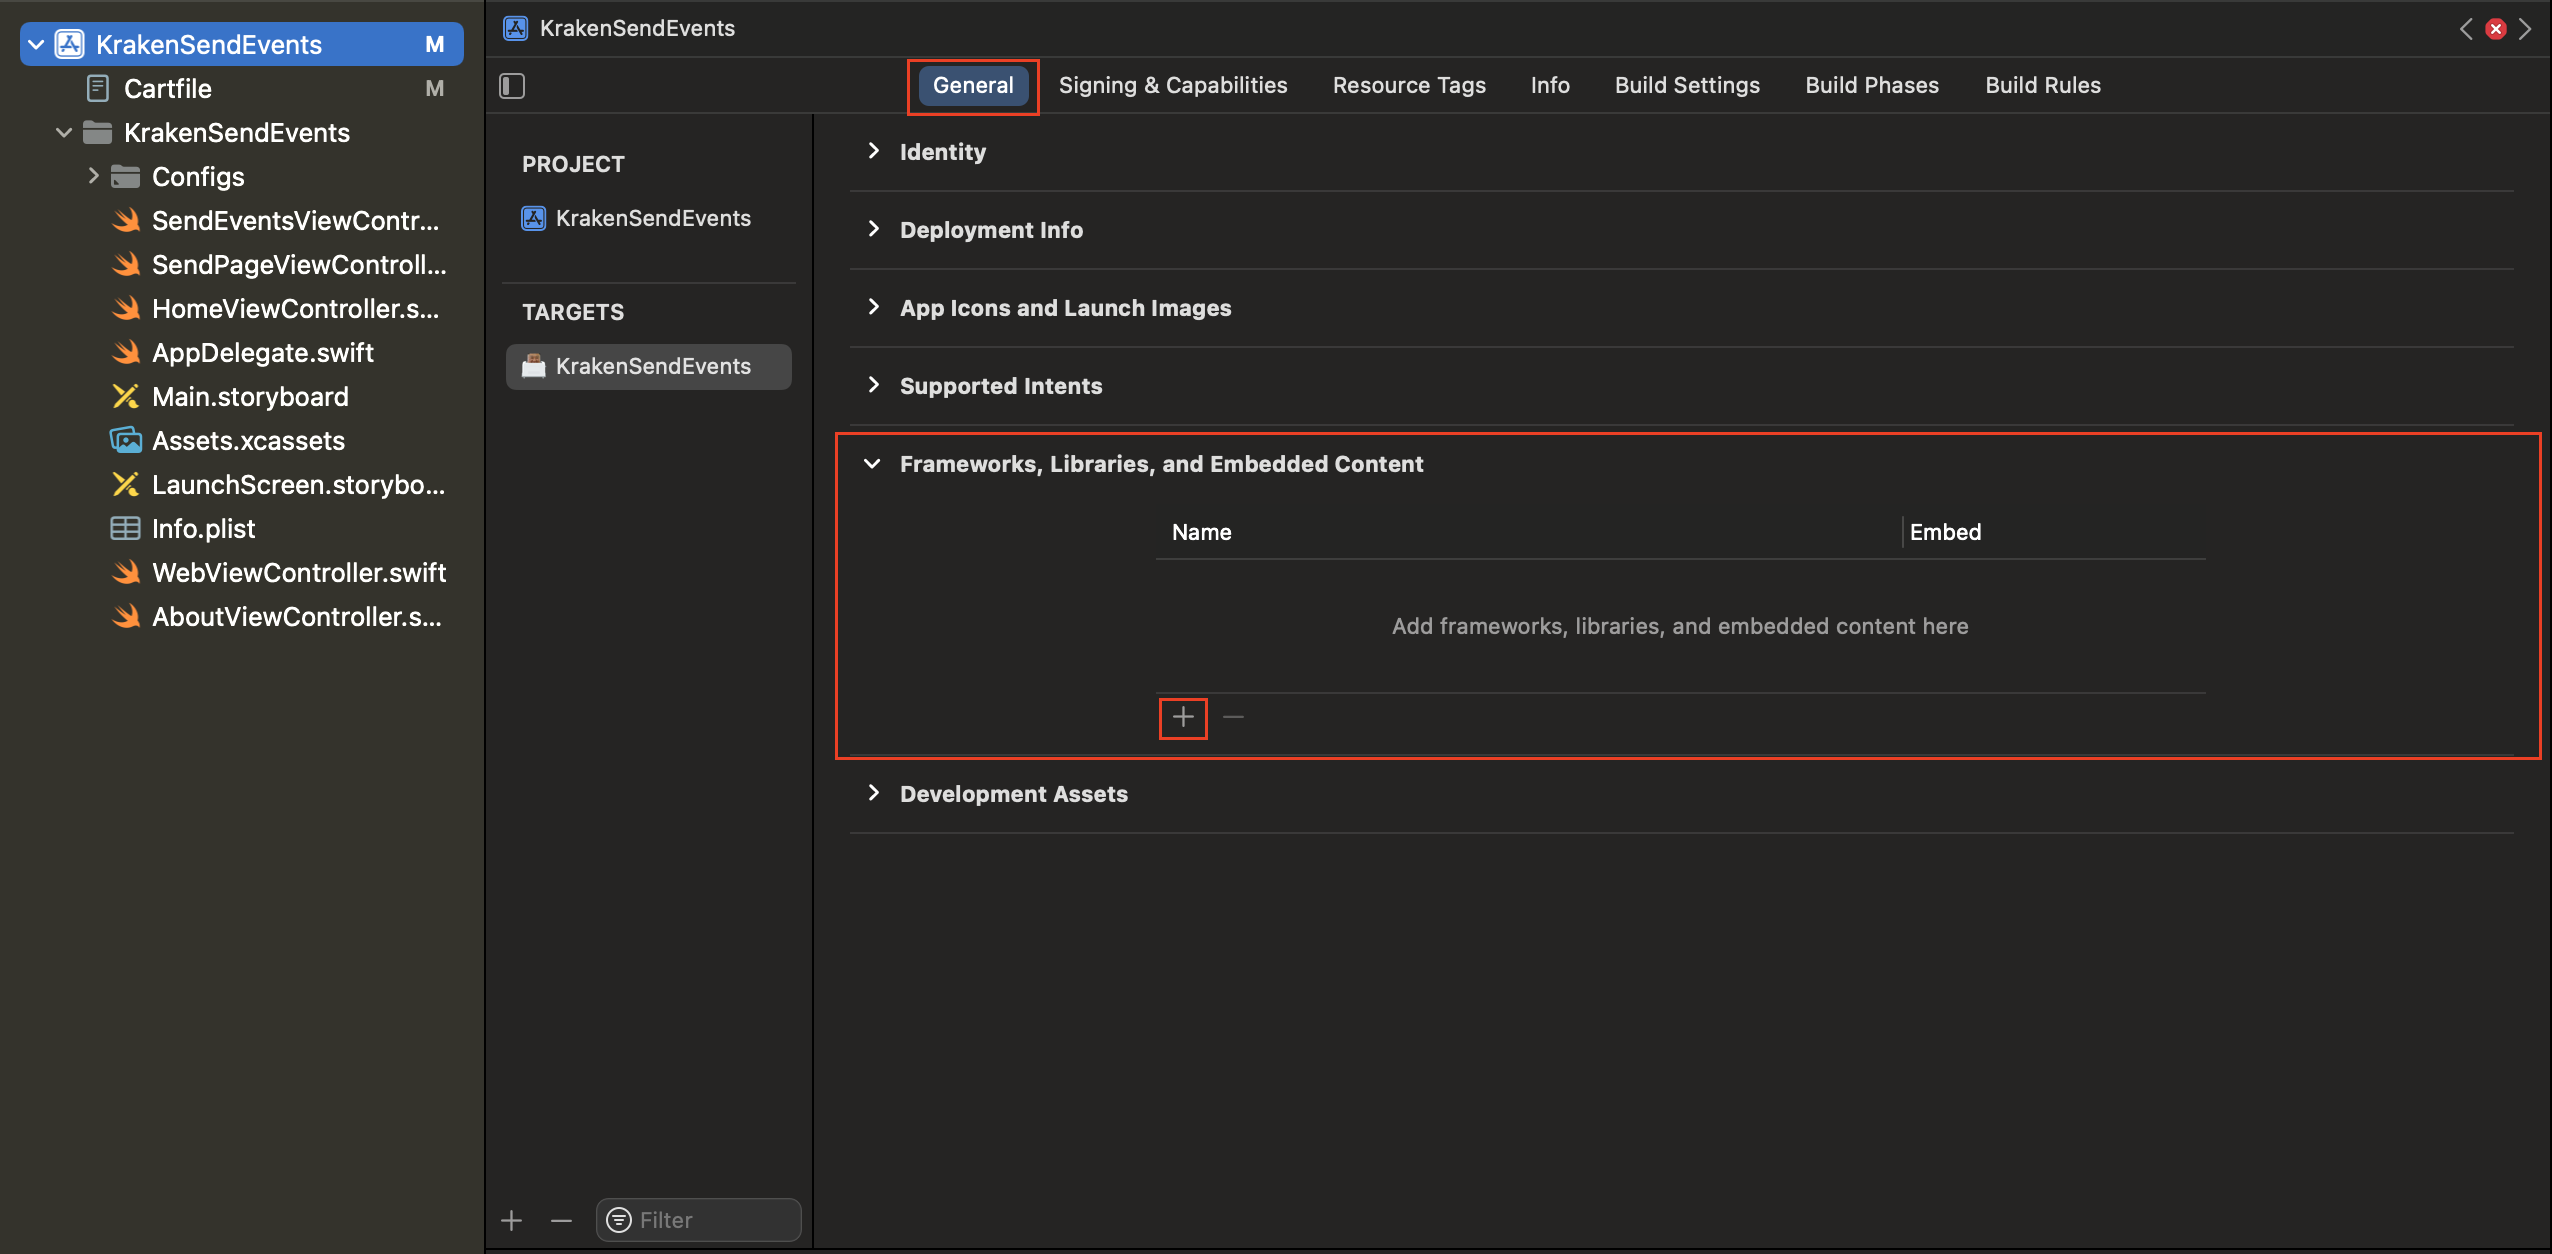 KrakenSendEvents M
Cartfile M
KrakenSendEvents
Configs
SendEventsViewContr...
SendPageViewControll...
HomeViewController.s...
AppDelegate.swift
Main.storyboard
Assets.xcassets
LaunchScreen.storybo...
Info.plist
WebViewController.swift
AboutViewController.s...
KrakenSendEvents
General Signing & Capabilities Resource Tags Info Build Settings Build Phases Build Rules
PROJECT
KrakenSendEvents
TARGETS
KrakenSendEvents
Filter
Identity
Deployment Info
App Icons and Launch Images
Supported Intents
Frameworks, Libraries, and Embedded Content
Name Embed
Add frameworks, libraries, and embedded content here
Development Assets